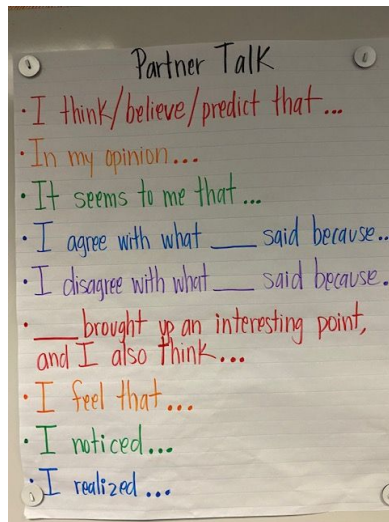 Partner Talk
· I think/believe/predict that...
· In my opinion...
· It seems to me that...
· I agree with what ___ said because...
· I disagree with what ___ said because.
· ___ brought up an interesting point,
and I also think...
· I feel that...
· I noticed...
· I realized...